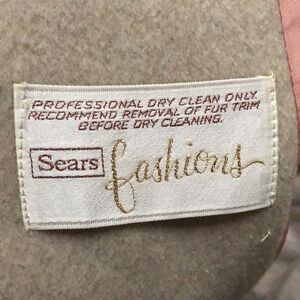 PROFESSIONAL DRY CLEAN ONLY.
RECOMMEND REMOVAL OF FUR TRIM
BEFORE DRY CLEANING.
Sears fashions